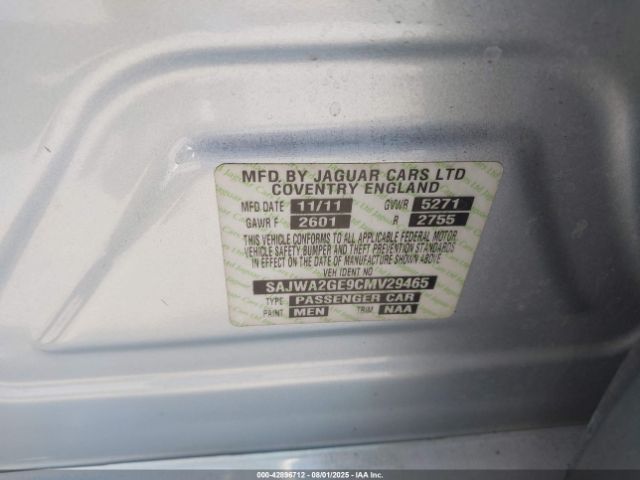 MFD. BY JAGUAR CARS LTD
COVENTRY ENGLAND
MFD DATE 11/11 GVWR 5271
GAWR F 2601 R 2755
THIS VEHICLE CONFORMS TO ALL APPLICABLE FEDERAL MOTOR
VEHICLE SAFETY, BUMPER AND THEFT PREVENTION STANDARDS
IN EFFECT ON THE DATE OF MANUFACTURE SHOWN ABOVE.
VEH IDENT NO
SAJWA2GE9CMV29465
TYPE PASSENGER CAR
PAINT MEN TRIM NAA
000-42896712 - 08/01/2025 - IAAI.com